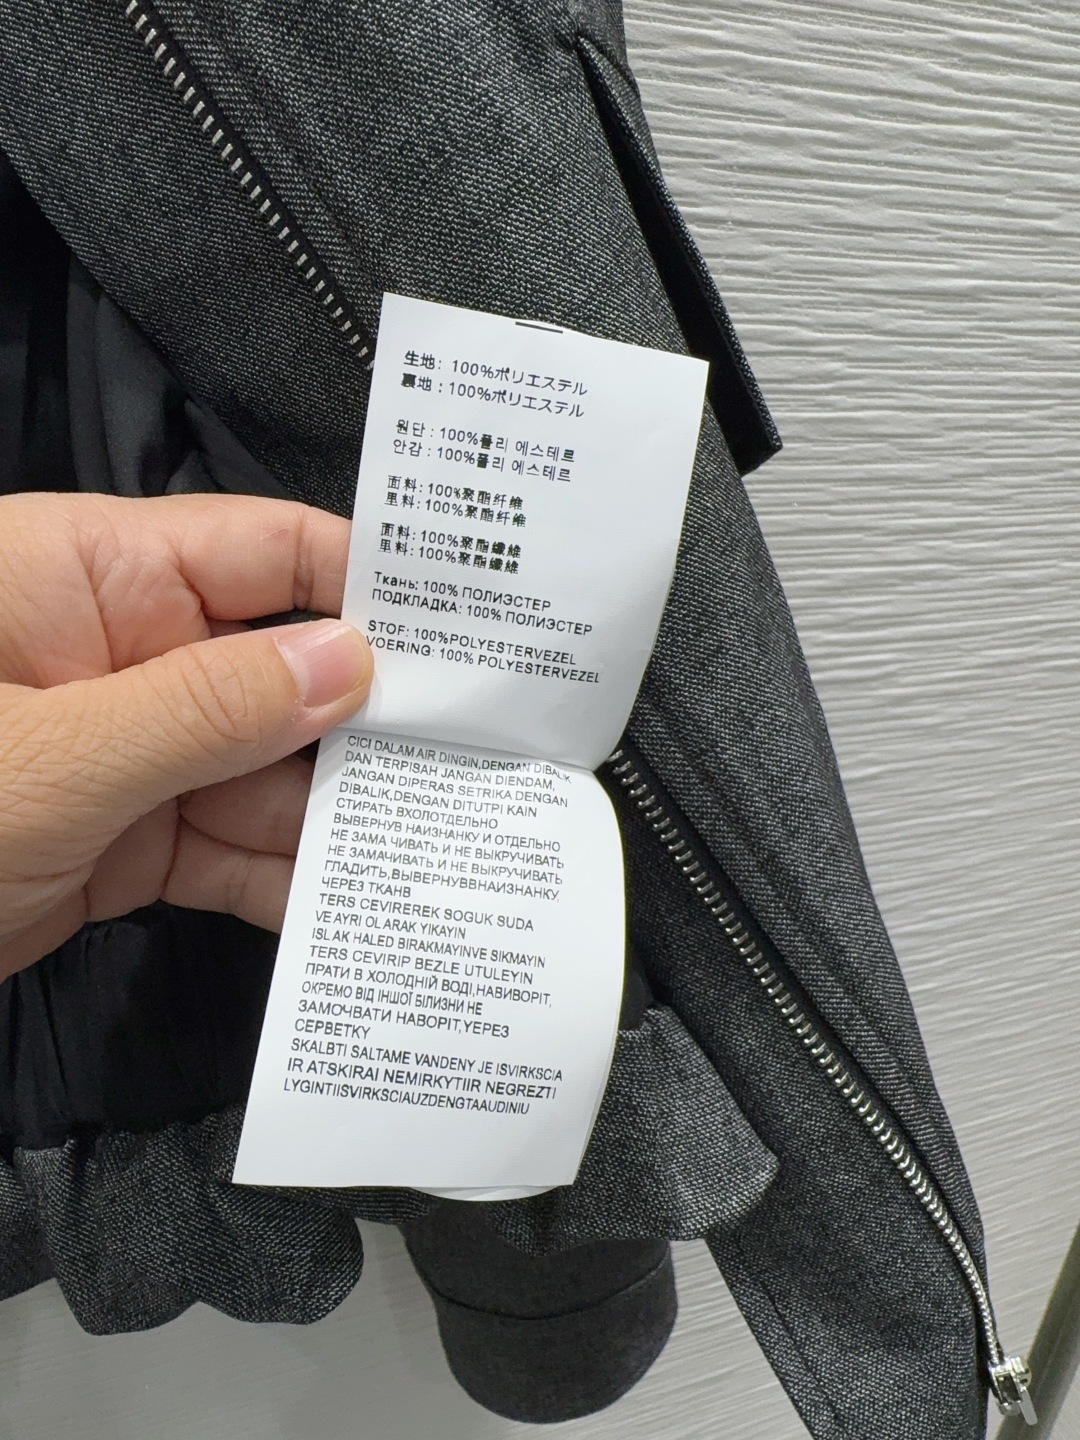 生地: 100%ポリエステル
裏地 : 100%ポリエステル
원단 : 100%폴리 에스테르
안감 : 100%폴리 에스테르
面料: 100%聚酯纤维
里料: 100%聚酯纤维
面料: 100%聚酯纖維
里料: 100%聚酯纖維
Ткань: 100% ПОЛИЭСТЕР
ПОДКЛАДКА: 100% ПОЛИЭСТЕР
STOF: 100%POLYESTERVEZEL
VOERING: 100% POLYESTERVEZEL
CICI DALAM AIR DINGIN,DENGAN DIBALIK
DAN TERPISAH JANGAN DIENDAM,
JANGAN DIPERAS SETRIKA DENGAN
DIBALIK,DENGAN DITUTPI KAIN
СТИРАТЬ ВХОЛОТДЕЛЬНО
ВЫВЕРНУВ НАИЗНАНКУ И ОТДЕЛЬНО
НЕ ЗАМА ЧИВАТЬ И НЕ ВЫКРУЧИВАТЬ
НЕ ЗАМАЧИВАТЬ И НЕ ВЫКРУЧИВАТЬ
ГЛАДИТЬ,ВЫВЕРНУВВНАИЗНАНКУ,
ЧЕРЕЗ ТКАНВ
TERS CEVIREREK SOGUK SUDA
VE AYRI OL ARAK YIKAYIN
ISL AK HALED BIRAKMAYINVE SIKMAYIN
TERS CEVIRIP BEZLE UTULEYIN
ПРАТИ В ХОЛОДНІЙ ВОДІ,НАВИВОРІТ,
ОКРЕМО ВІД ІНШОЇ БІЛИЗНИ НЕ
ЗАМОЧВАТИ НАВОРІТ,ЧЕРЕЗ
СЕРВЕТКУ
SKALBTI SALTAME VANDENY JE ISVIRKSCIA
IR ATSKIRAI NEMIRKYTIIR NEGREZTI
LYGINTIISVIRKSCIAUZDENGTAAUDINIU